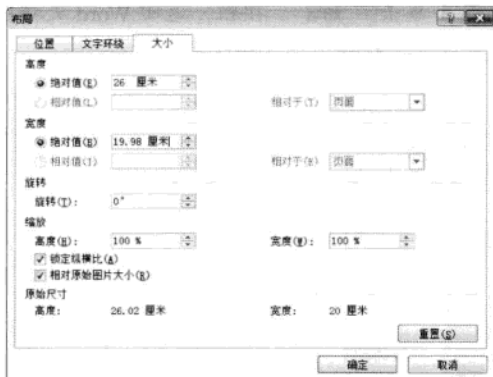 布局
位置 文字环绕 大小
高度
绝对值(E) 26 厘米
相对值(L) 相对于(T) 页面
宽度
绝对值(B) 19.98 厘米
相对值(I) 相对于(E) 页面
旋转
旋转(T): 0°
缩放
高度(H): 100 % 宽度(W): 100 %
锁定纵横比(A)
相对原始图片大小(R)
原始尺寸
高度: 26.02 厘米 宽度: 20 厘米
重置(S)
确定 取消